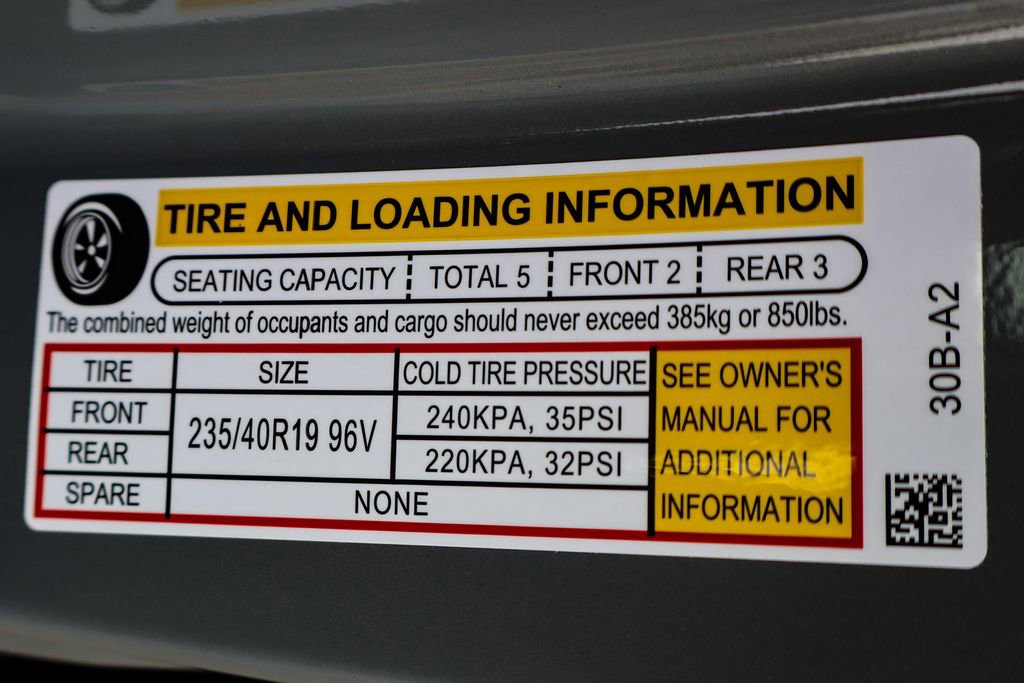 TIRE AND LOADING INFORMATION
SEATING CAPACITY TOTAL 5 FRONT 2 REAR 3
The combined weight of occupants and cargo should never exceed 385kg or 850lbs.
TIRE SIZE COLD TIRE PRESSURE
FRONT 235/40R19 96V 240KPA, 35PSI
REAR 220KPA, 32PSI
SPARE NONE
SEE OWNER'S
MANUAL FOR
ADDITIONAL
INFORMATION
30B-A2